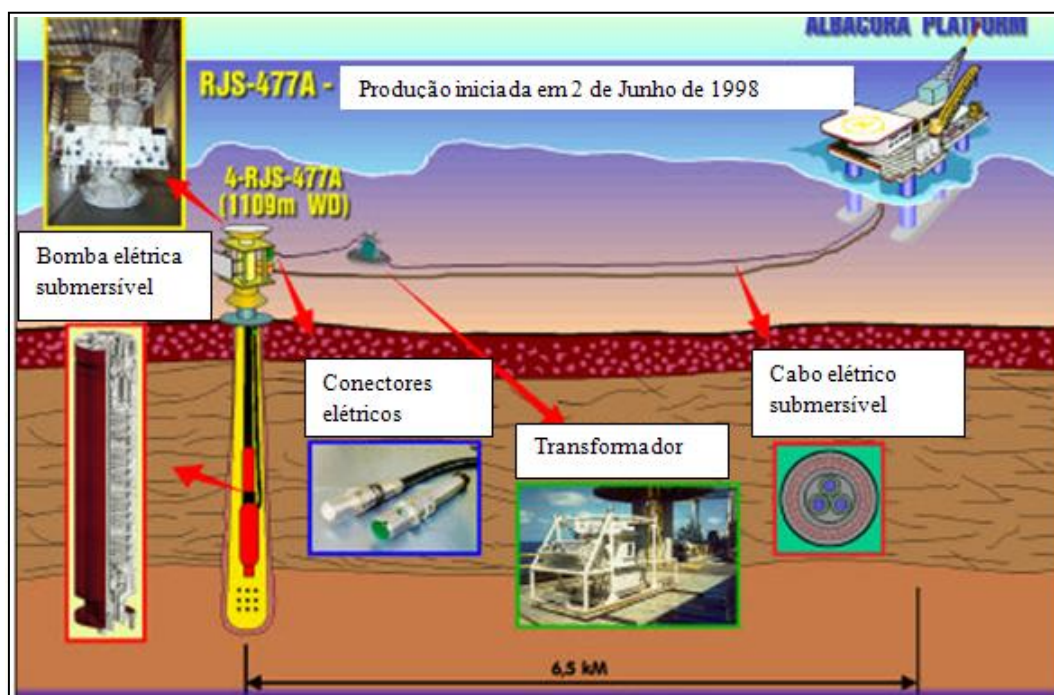 ALBACORA PLATFORM
RJS-477A -
Produção iniciada em 2 de Junho de 1998
4-RJS-477A
(1109m WD)
Bomba elétrica
submersível
Conectores
elétricos
Transformador
Cabo elétrico
submersível
6,5 kM